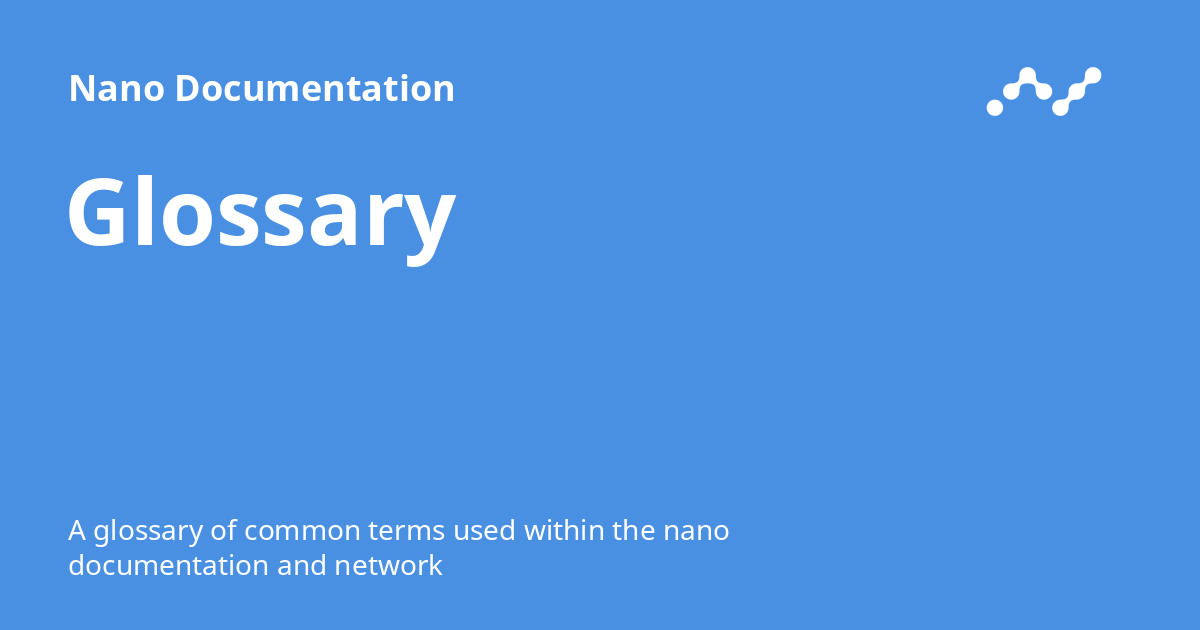 Nano Documentation
Glossary
A glossary of common terms used within the nano
documentation and network